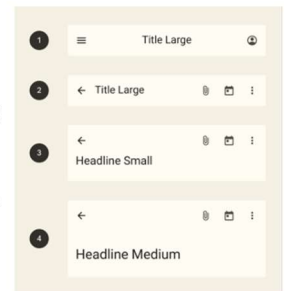 1
Title Large
2
Title Large
3
Headline Small
4
Headline Medium